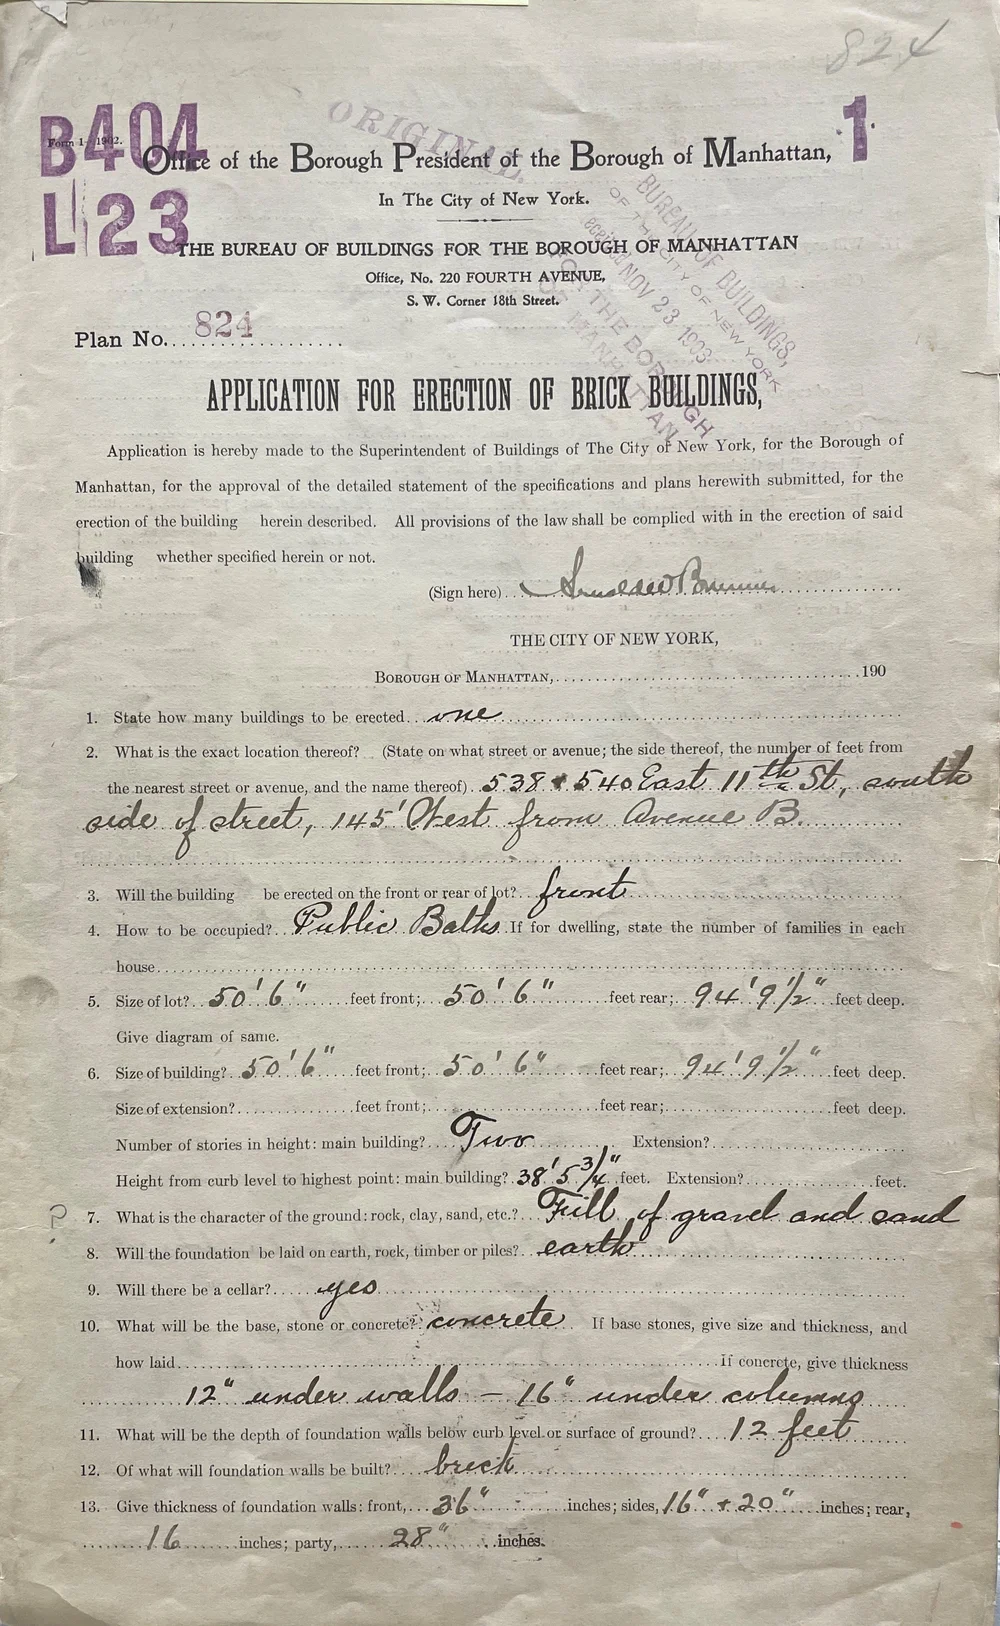 824
B404
L23
1
Form 1-1902.
ORIGINAL.
Office of the Borough President of the Borough of Manhattan,
In The City of New York.
THE BUREAU OF BUILDINGS FOR THE BOROUGH OF MANHATTAN
Office, No. 220 FOURTH AVENUE,
S. W. Corner 18th Street.
BUREAU OF BUILDINGS,
OF THE CITY OF NEW YORK
NOV 23 1903
FOR THE BOROUGH
OF MANHATTAN
Plan No. 824
APPLICATION FOR ERECTION OF BRICK BUILDINGS,
Application is hereby made to the Superintendent of Buildings of The City of New York, for the Borough of
Manhattan, for the approval of the detailed statement of the specifications and plans herewith submitted, for the
erection of the building herein described. All provisions of the law shall be complied with in the erection of said
building whether specified herein or not.
(Sign here) Arnold W Brunner
THE CITY OF NEW YORK,
BOROUGH OF MANHATTAN, 190
1. State how many buildings to be erected one
2. What is the exact location thereof? (State on what street or avenue; the side thereof, the number of feet from
the nearest street or avenue, and the name thereof) 538 + 540 East 11th St, south
side of street, 145' West from Avenue B.
3. Will the building be erected on the front or rear of lot? front
4. How to be occupied? Public Baths If for dwelling, state the number of families in each
house
5. Size of lot? 50' 6" feet front; 50' 6" feet rear; 94' 9 1/2" feet deep.
Give diagram of same.
6. Size of building? 50' 6" feet front; 50' 6" feet rear; 94' 9 1/2" feet deep.
Size of extension? feet front; feet rear; feet deep.
Number of stories in height: main building? Two Extension?
Height from curb level to highest point: main building? 38' 5 3/4" feet. Extension? feet.
? 7. What is the character of the ground: rock, clay, sand, etc.? Fill of gravel and sand
8. Will the foundation be laid on earth, rock, timber or piles? earth
9. Will there be a cellar? yes
10. What will be the base, stone or concrete? concrete If base stones, give size and thickness, and
how laid If concrete, give thickness
12" under walls - 16" under columns
11. What will be the depth of foundation walls below curb level or surface of ground? 12 feet
12. Of what will foundation walls be built? brick
13. Give thickness of foundation walls: front, 36" inches; sides, 16" + 20" inches; rear,
16 inches; party, 28" inches.